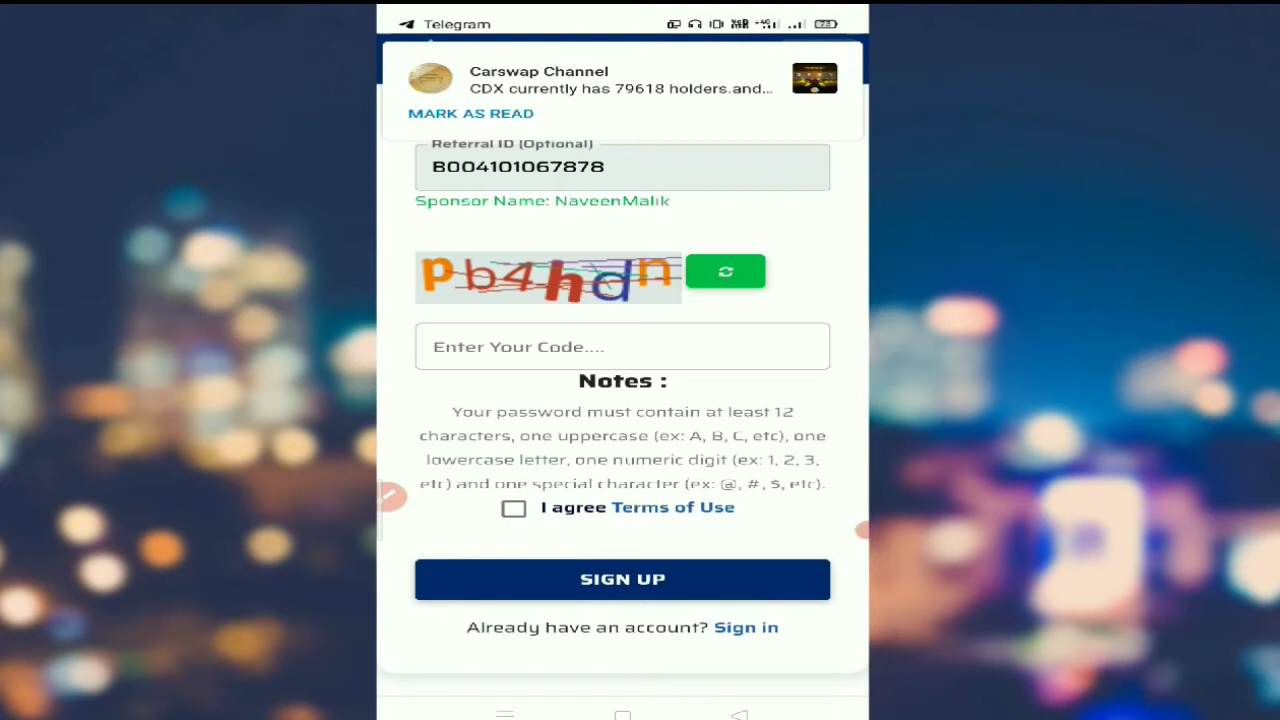 Telegram
Carswap Channel
CDX currently has 79618 holders.and...
MARK AS READ
Referral ID (Optional)
B004101067878
Sponsor Name: NaveenMalik
pb4hdn
Enter Your Code....
Notes :
Your password must contain at least 12
characters, one uppercase (ex: A, B, C, etc), one
lowercase letter, one numeric digit (ex: 1, 2, 3,
etc) and one special character (ex: @, #, $, etc).
I agree Terms of Use
SIGN UP
Already have an account? Sign in